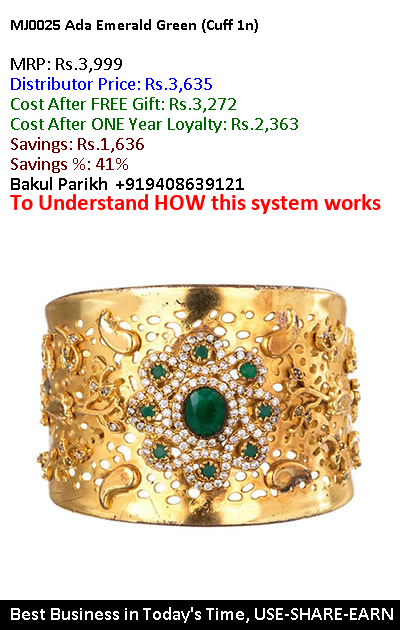 MJ0025 Ada Emerald Green (Cuff 1n)
MRP: Rs.3,999
Distributor Price: Rs.3,635
Cost After FREE Gift: Rs.3,272
Cost After ONE Year Loyalty: Rs.2,363
Savings: Rs.1,636
Savings %: 41%
Bakul Parikh +919408639121
To Understand HOW this system works
Best Business in Today's Time, USE-SHARE-EARN